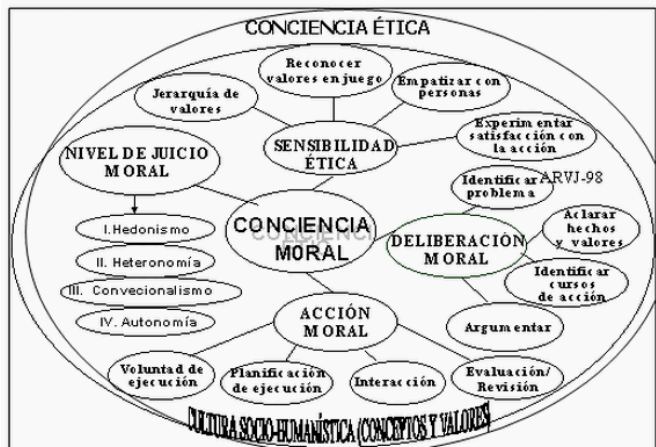 CONCIENCIA ÉTICA
Reconocer
valores en juego
Jerarquía de
valores
Empatizar con
personas
Experimentar
satisfacción con
la acción
SENSIBILIDAD
ÉTICA
NIVEL DE JUICIO
MORAL
I.Hedonismo
II. Heteronomía
III. Convecionalismo
IV. Autonomía
CONCIENCIA
MORAL
Identificar
problema
ARVJ-98
DELIBERACIÓN
MORAL
Aclarar
hechos
y valores
Identificar
cursos
de acción
Argumentar
ACCIÓN
MORAL
Voluntad de
ejecución
Planificación
de ejecución
Interacción
Evaluación/
Revisión
CULTURA SOCIO-HUMANÍSTICA (CONCEPTOS Y VALORES)